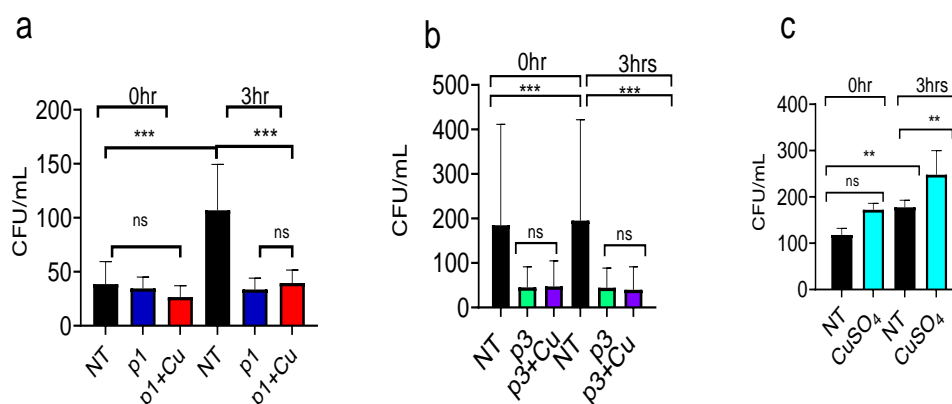 a
0hr
3hr
***
***
ns
ns
CFU/mL
200
150
100
50
0
NT
p1
p1+Cu
NT
p1
p1+Cu
b
0hr
3hrs
***
***
ns
ns
CFU/mL
500
400
300
200
100
0
NT
p3
p3+Cu
NT
p3
p3+Cu
c
0hr
3hrs
**
**
ns
CFU/mL
400
300
200
100
0
NT
CuSO4
NT
CuSO4